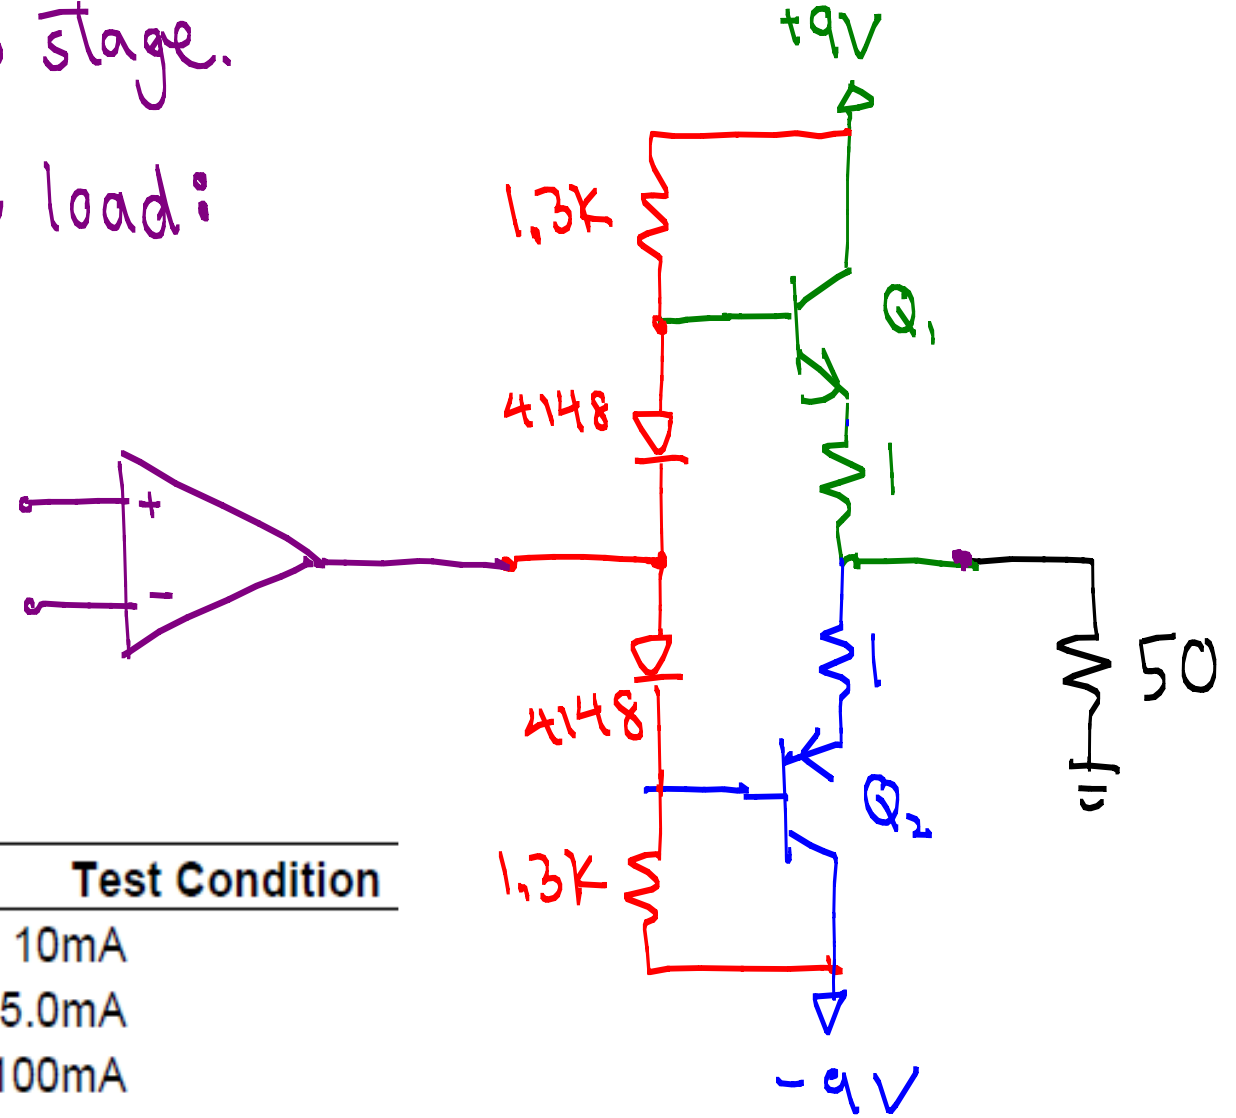 stage.
load:
+9V
1.3K
Q1
4148
1
+
-
50
1
4148
Q2
Test Condition
1.3K
10mA
5.0mA
100mA
-9V